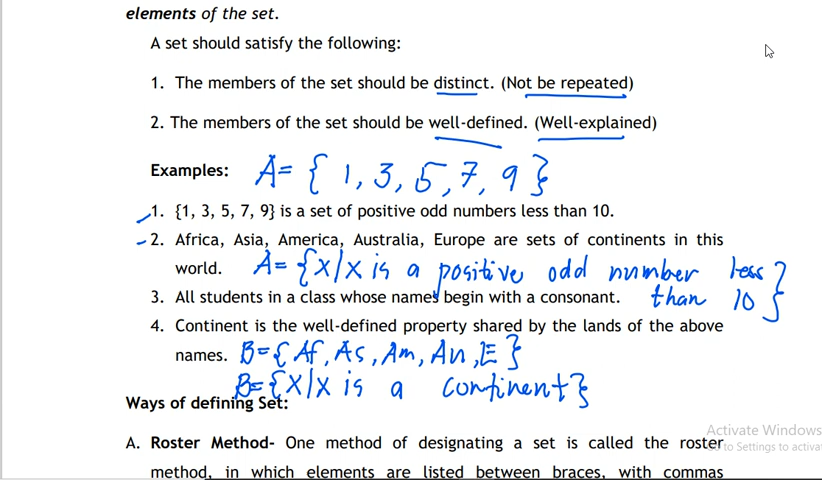 elements of the set.
A set should satisfy the following:
1. The members of the set should be distinct. (Not be repeated)
2. The members of the set should be well-defined. (Well-explained)
Examples: A= { 1, 3, 5, 7, 9 }
1. {1, 3, 5, 7, 9} is a set of positive odd numbers less than 10.
2. Africa, Asia, America, Australia, Europe are sets of continents in this
world. A= {X/X is a positive odd number less
3. All students in a class whose names begin with a consonant. than 10 }
4. Continent is the well-defined property shared by the lands of the above
names. B={ Af, As, Am, An, E }
B={X/X is a continent}
Ways of defining Set:
A. Roster Method- One method of designating a set is called the roster
method, in which elements are listed between braces, with commas
Activate Windows
Go to Settings to activa